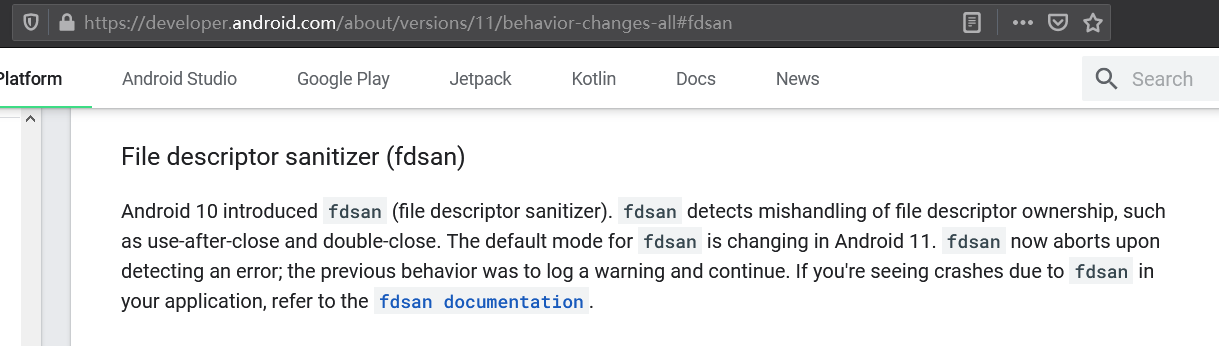 https://developer.android.com/about/versions/11/behavior-changes-all#fdsan
Platform Android Studio Google Play Jetpack Kotlin Docs News Search
File descriptor sanitizer (fdsan)
Android 10 introduced fdsan (file descriptor sanitizer). fdsan detects mishandling of file descriptor ownership, such
as use-after-close and double-close. The default mode for fdsan is changing in Android 11. fdsan now aborts upon
detecting an error; the previous behavior was to log a warning and continue. If you're seeing crashes due to fdsan in
your application, refer to the fdsan documentation.